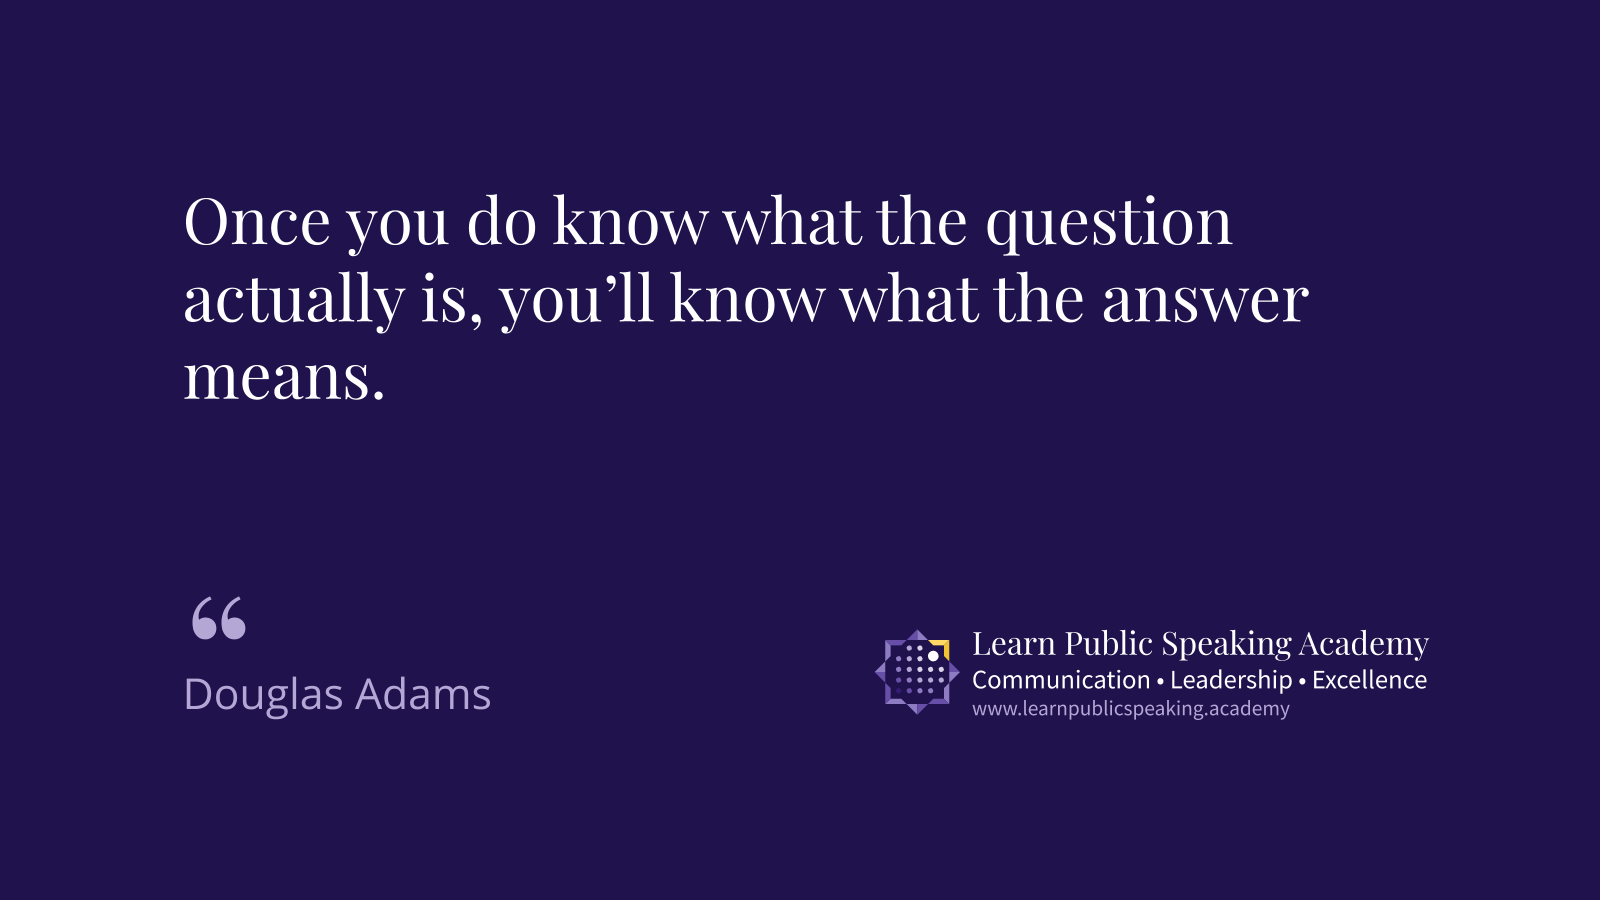 Once you do know what the question
actually is, you’ll know what the answer
means.
“
Douglas Adams
Learn Public Speaking Academy
Communication • Leadership • Excellence
www.learnpublicspeaking.academy